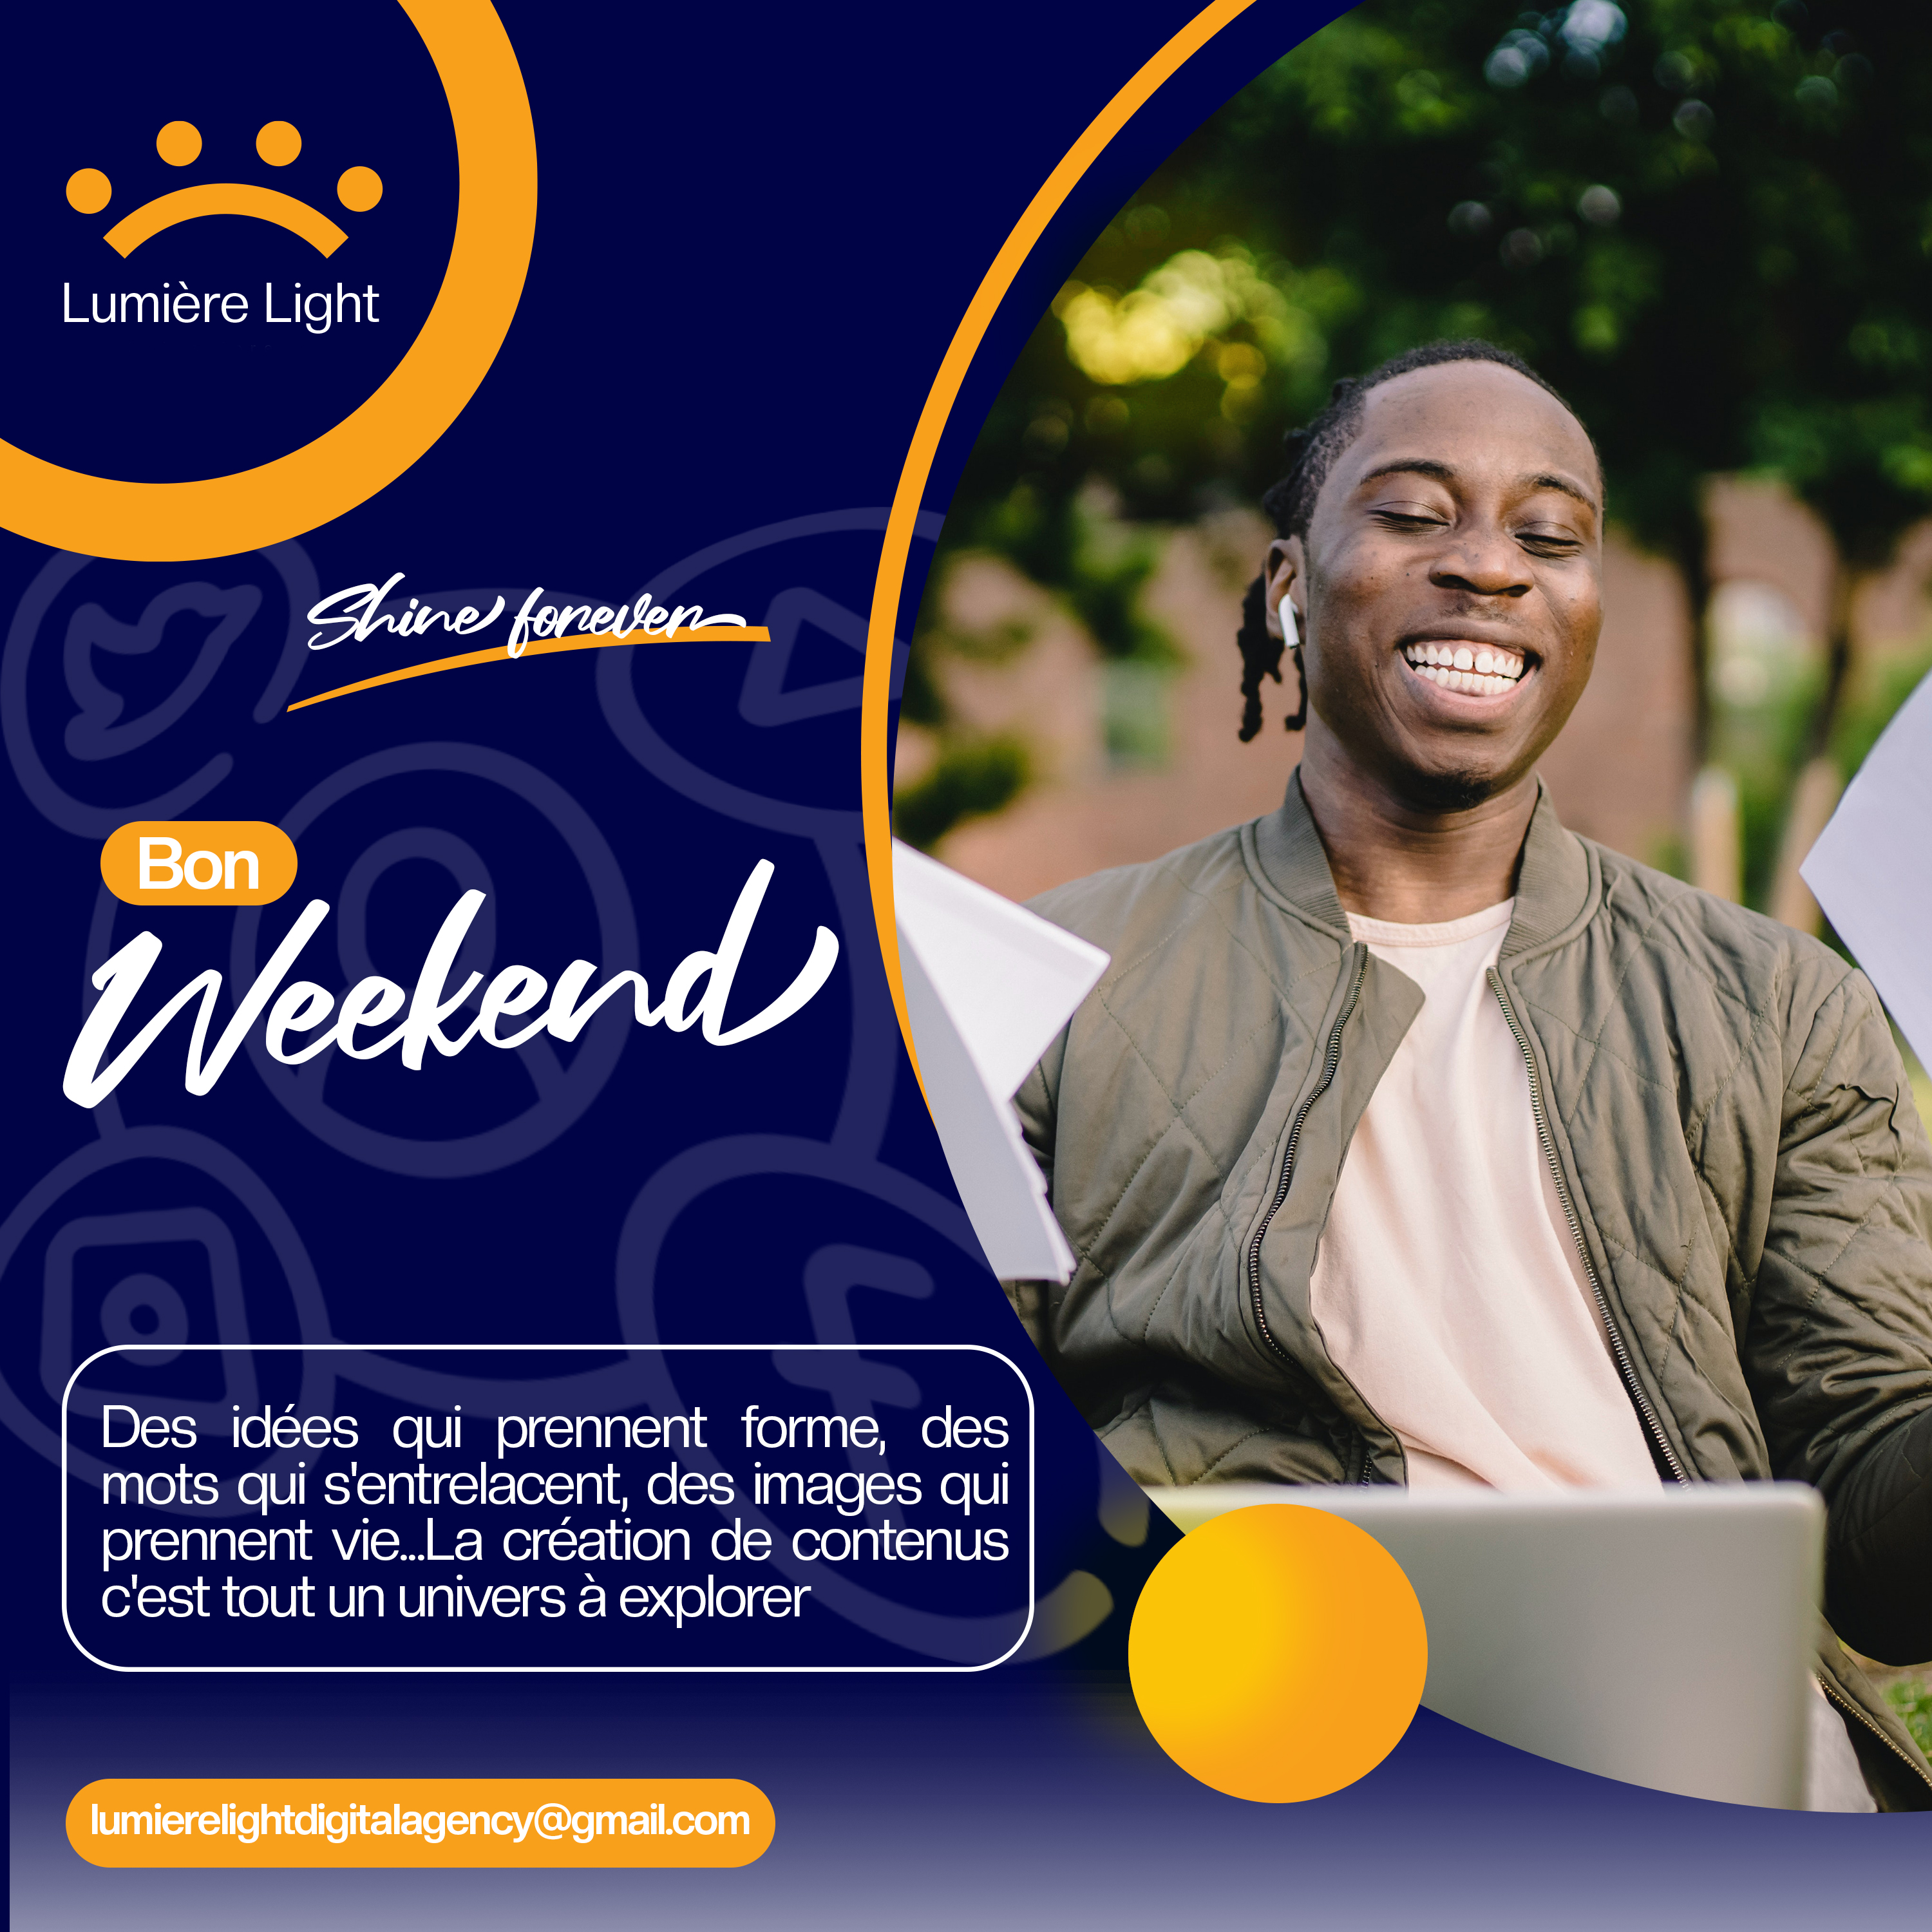 Lumière Light
Shine forever
Bon
Weekend
Des idées qui prennent forme, des
mots qui s'entrelacent, des images qui
prennent vie...La création de contenus
c'est tout un univers à explorer
lumierelightdigitalagency@gmail.com